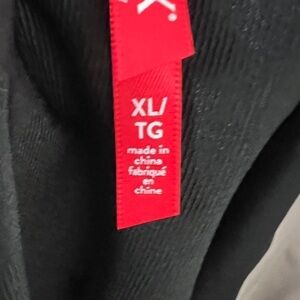 XL/
TG
made in
china
fabriqué
en
chine